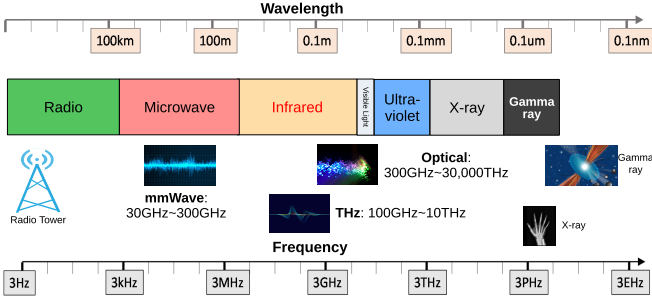 Wavelength
100km
100m
0.1m
0.1mm
0.1um
0.1nm
Radio
Microwave
Infrared
Visible Light
Ultra-
violet
X-ray
Gamma
ray
Radio Tower
mmWave:
30GHz~300GHz
Optical:
300GHz~30,000THz
THz: 100GHz~10THz
Gamma
ray
X-ray
Frequency
3Hz
3kHz
3MHz
3GHz
3THz
3PHz
3EHz